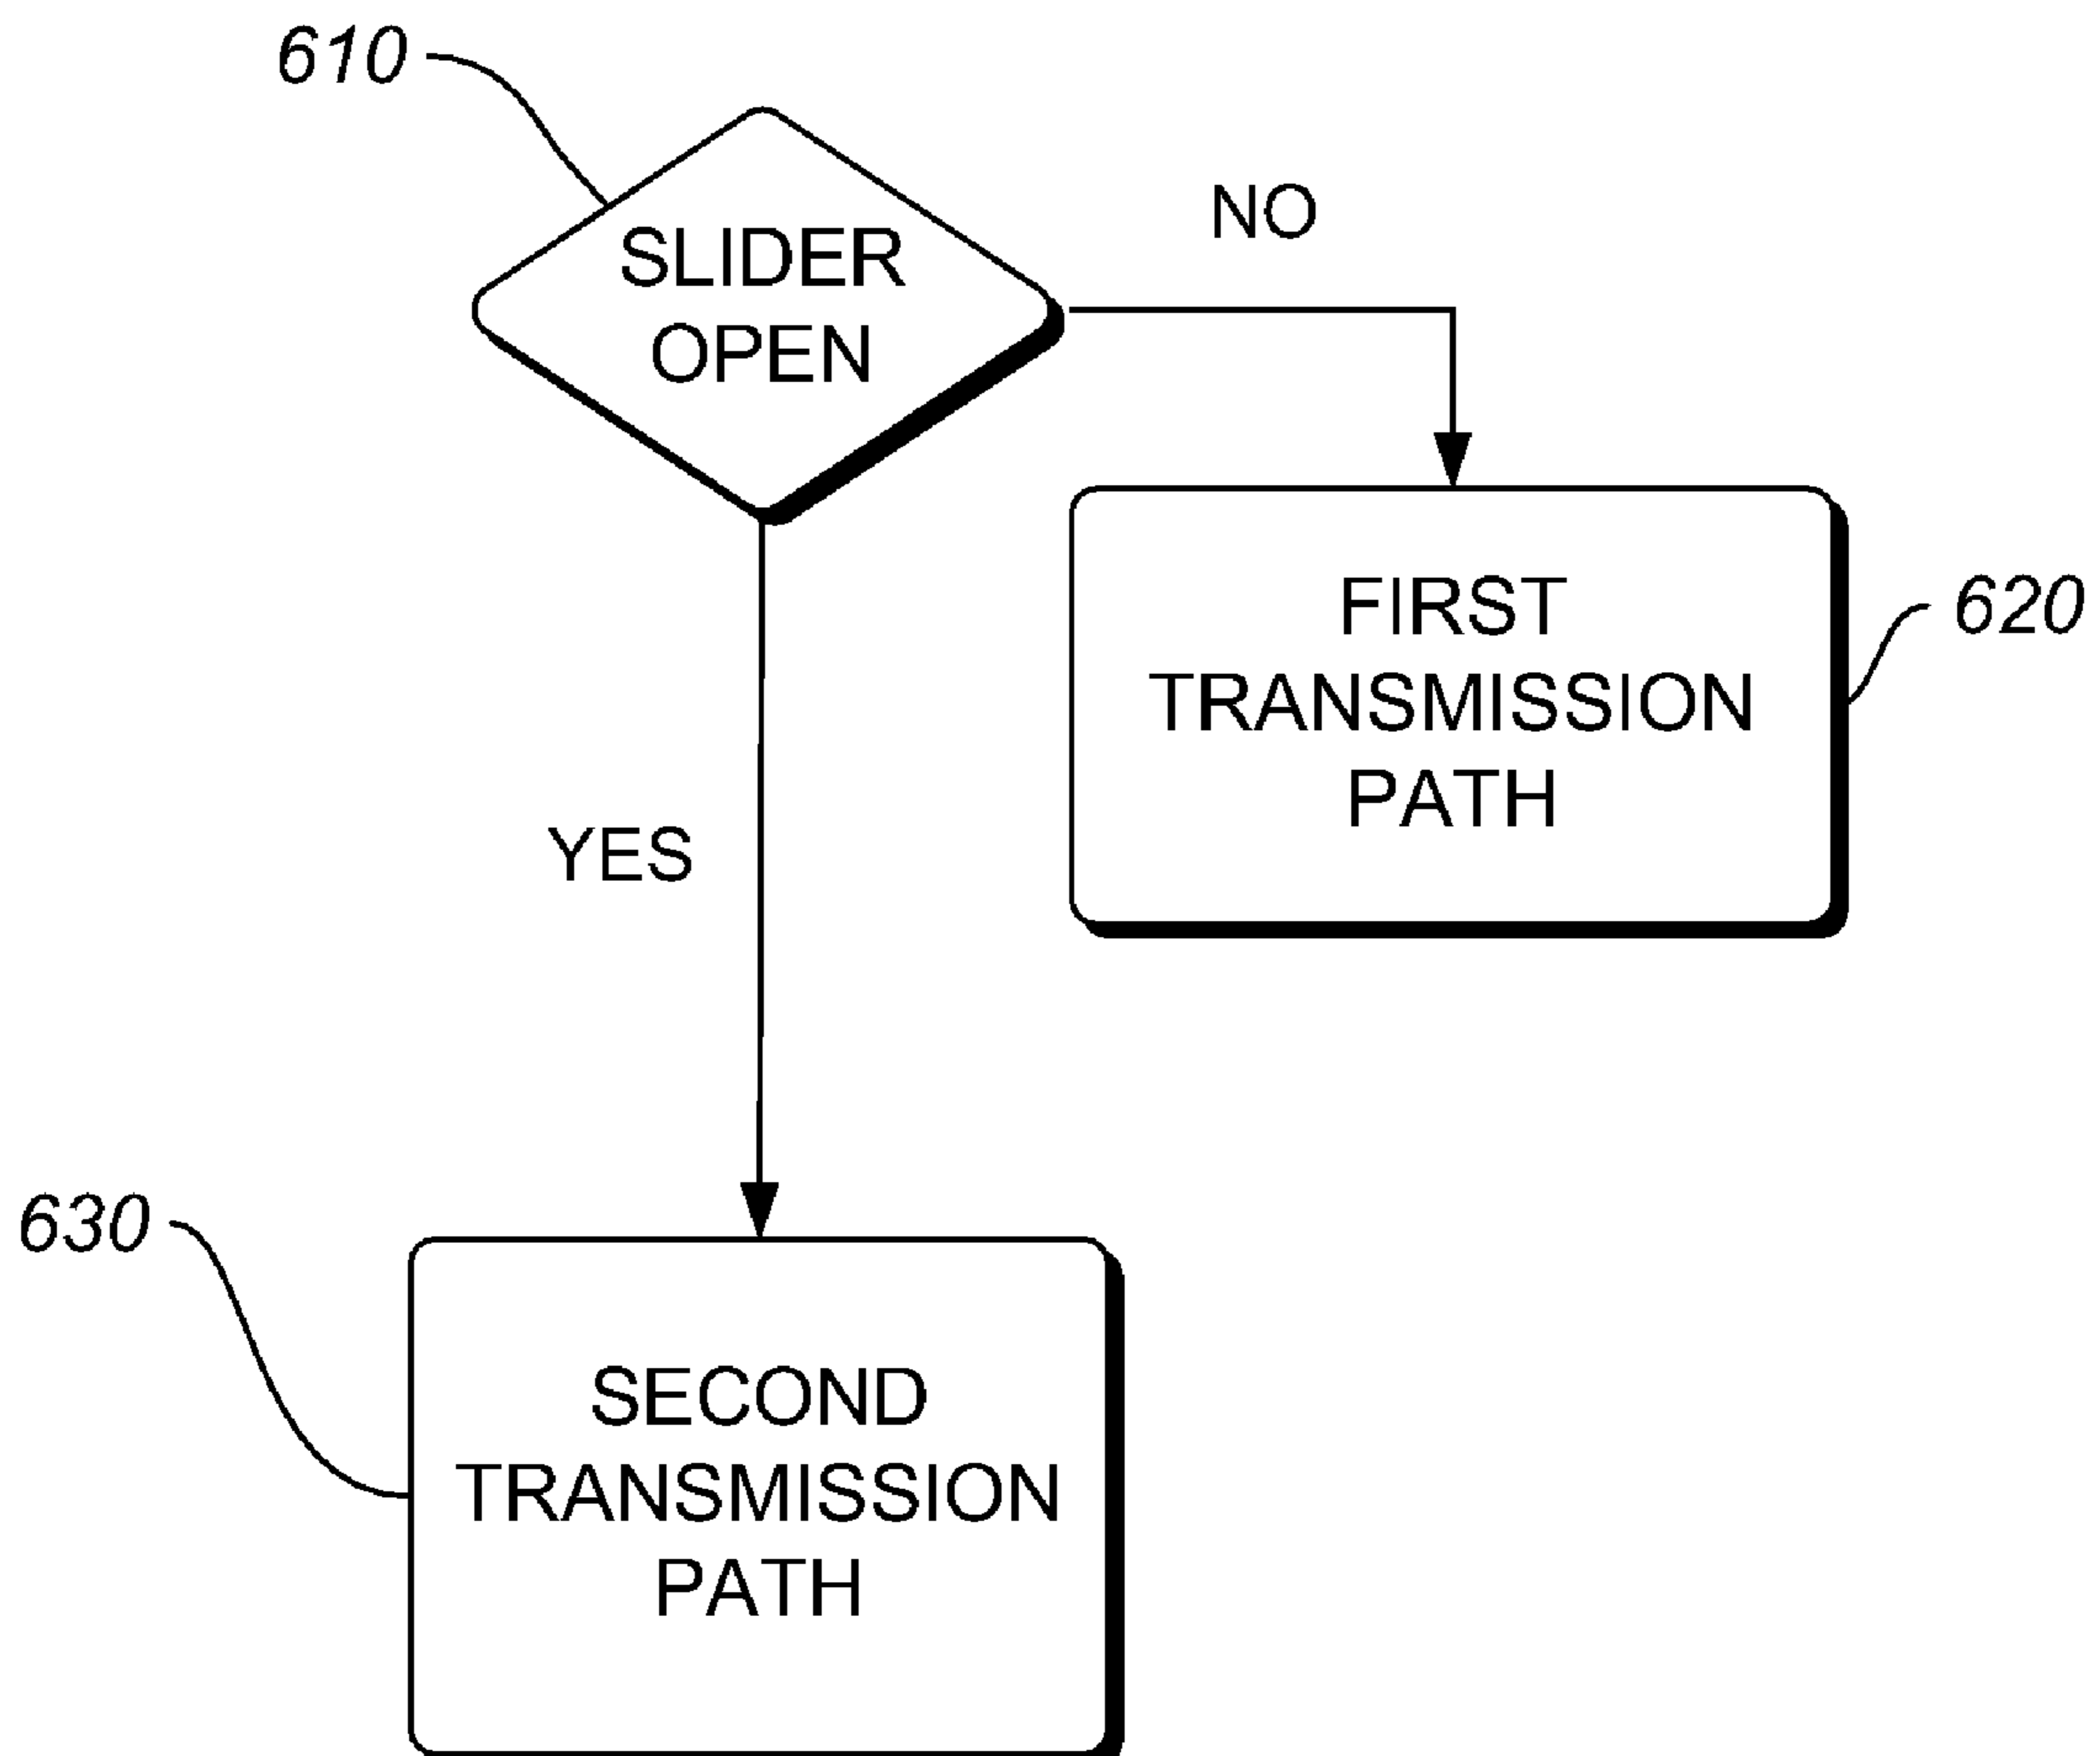 610
SLIDER
OPEN
NO
FIRST
TRANSMISSION
PATH
620
YES
630
SECOND
TRANSMISSION
PATH